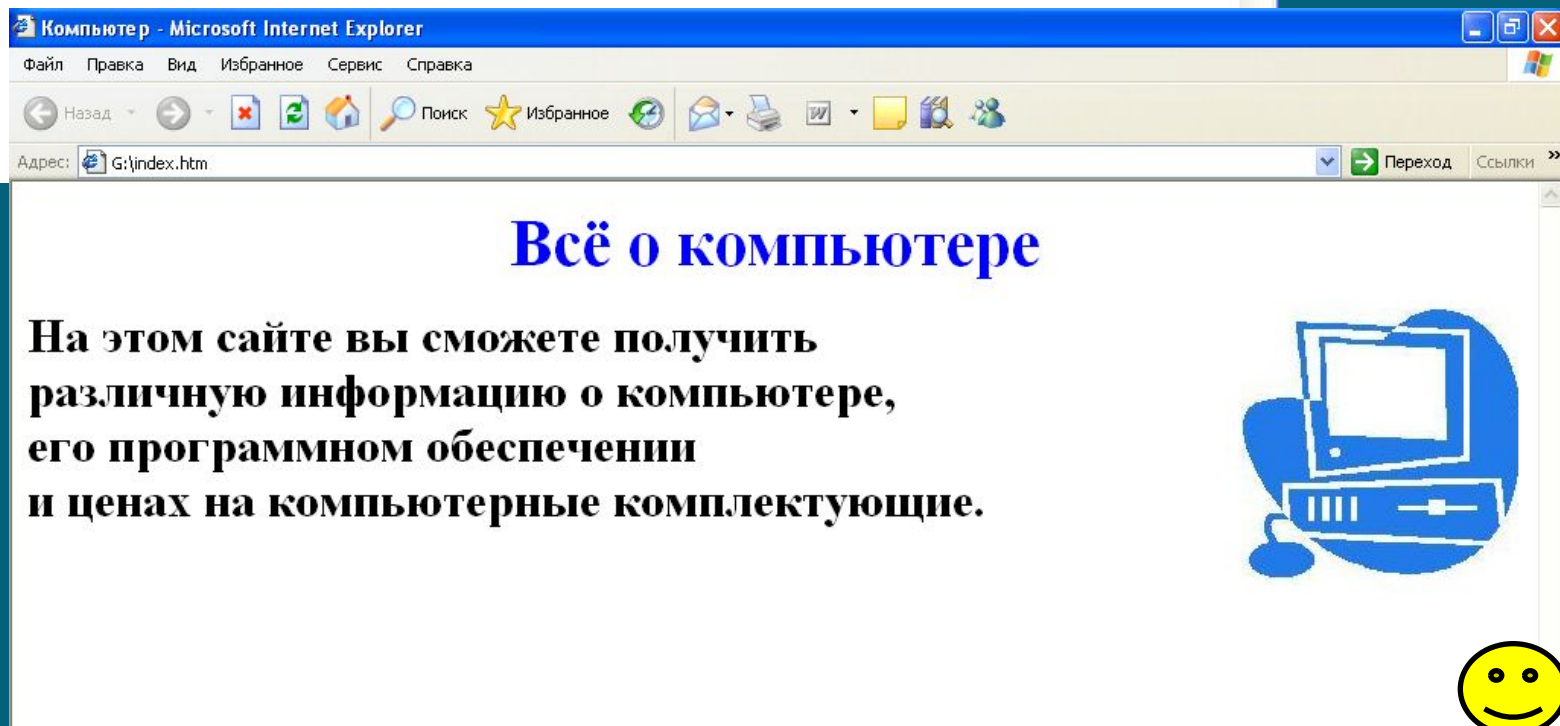 Компьютер - Microsoft Internet Explorer
Файл Правка Вид Избранное Сервис Справка
Назад Поиск Избранное
Адрес: G:\index.htm Переход Ссылки »
Всё о компьютере
На этом сайте вы сможете получить
различную информацию о компьютере,
его программном обеспечении
и ценах на компьютерные комплектующие.